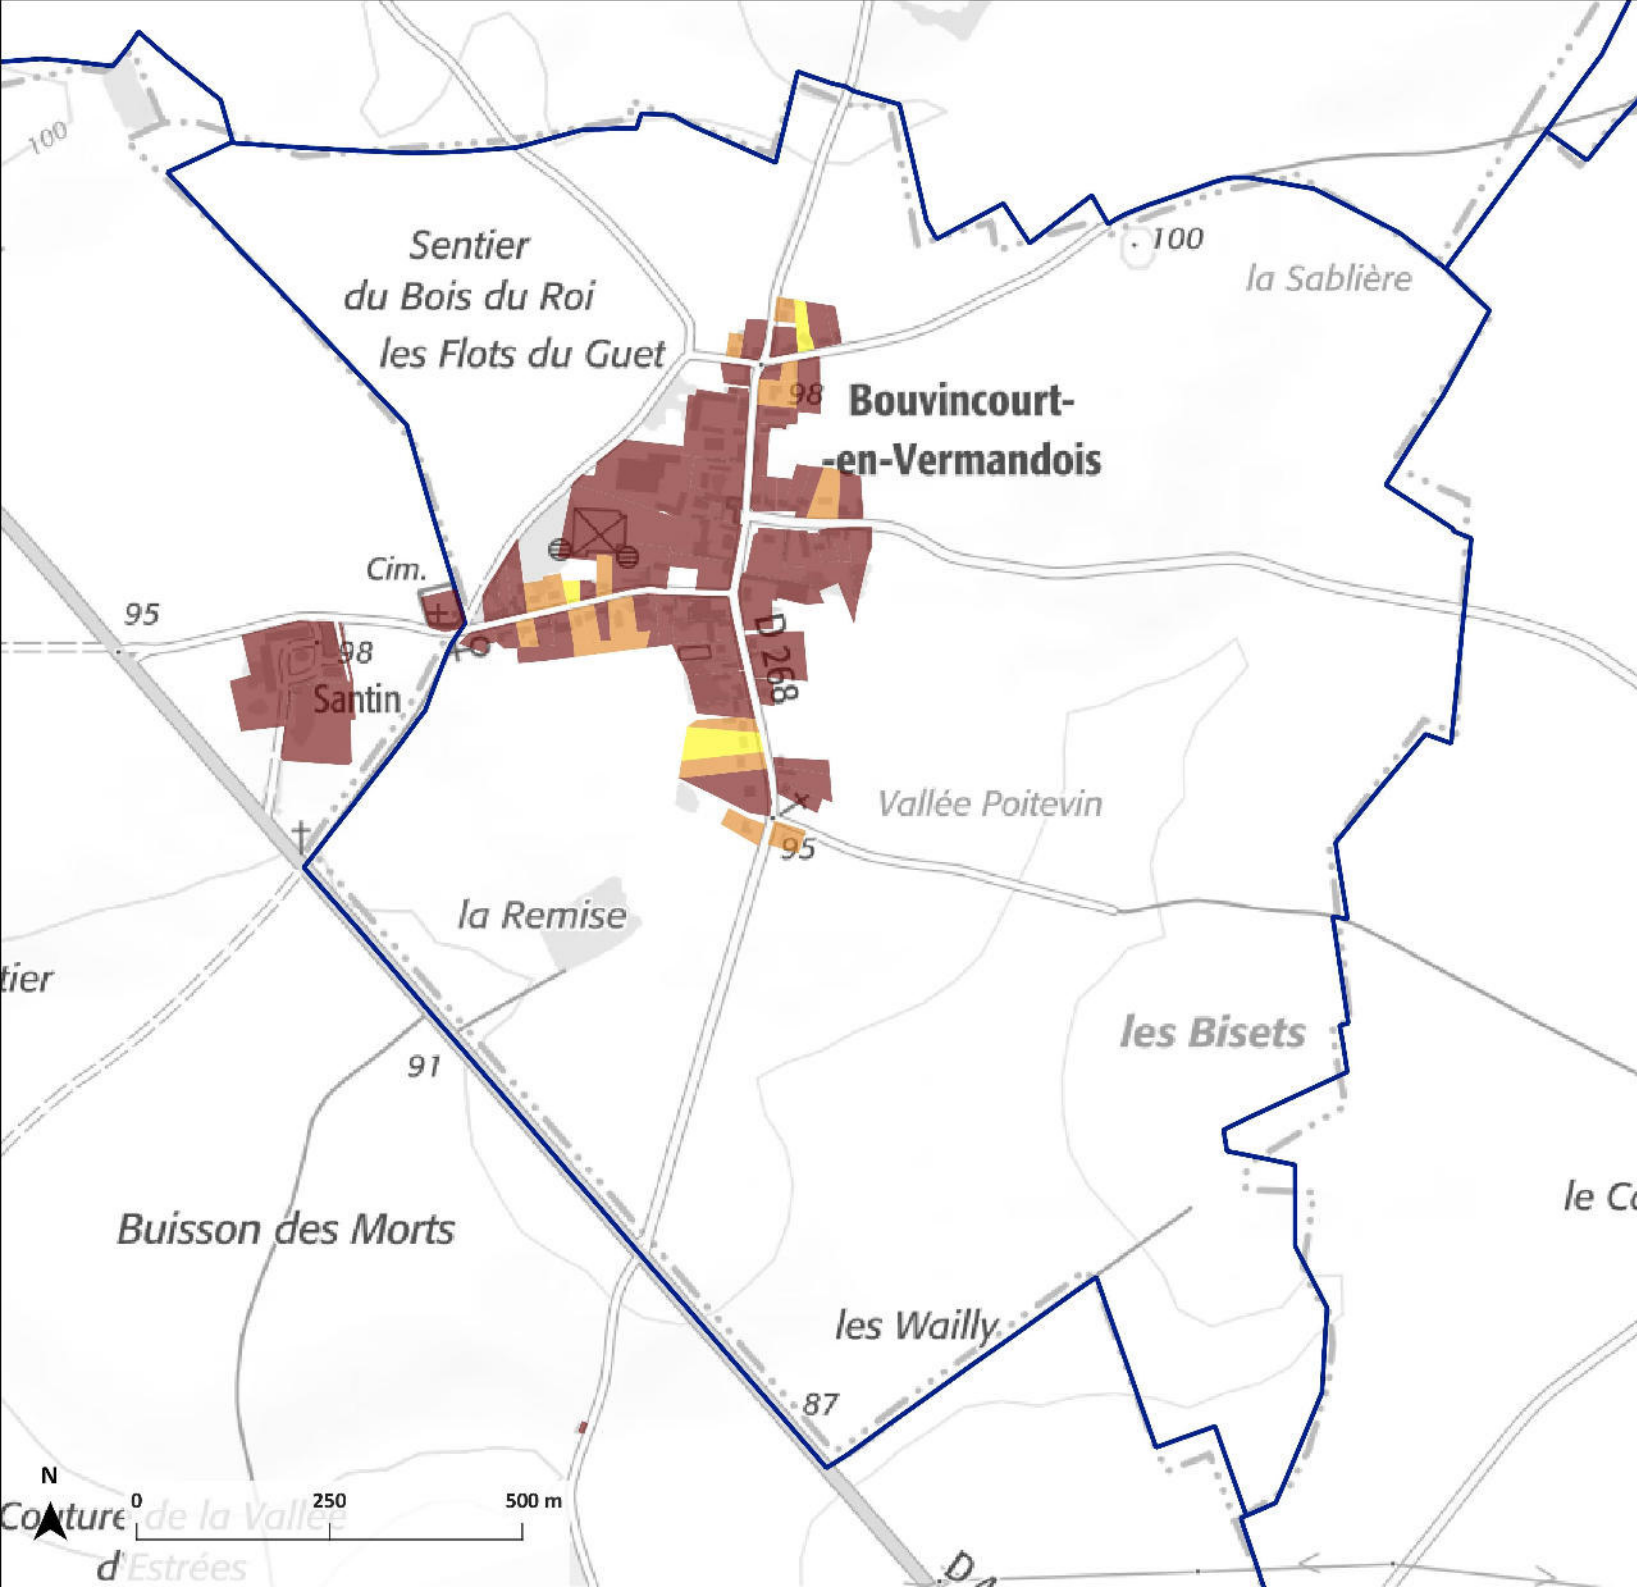 100
Sentier
du Bois du Roi
les Flots du Guet
100
la Sablière
98
Bouvincourt-
-en-Vermandois
Cim.
95
98
Santin
D 268
Vallée Poitevin
95
la Remise
tier
les Bisets
91
le Co
Buisson des Morts
les Wailly
87
N
0 250 500 m
Couture de la Vallée
d'Estrées
D 4